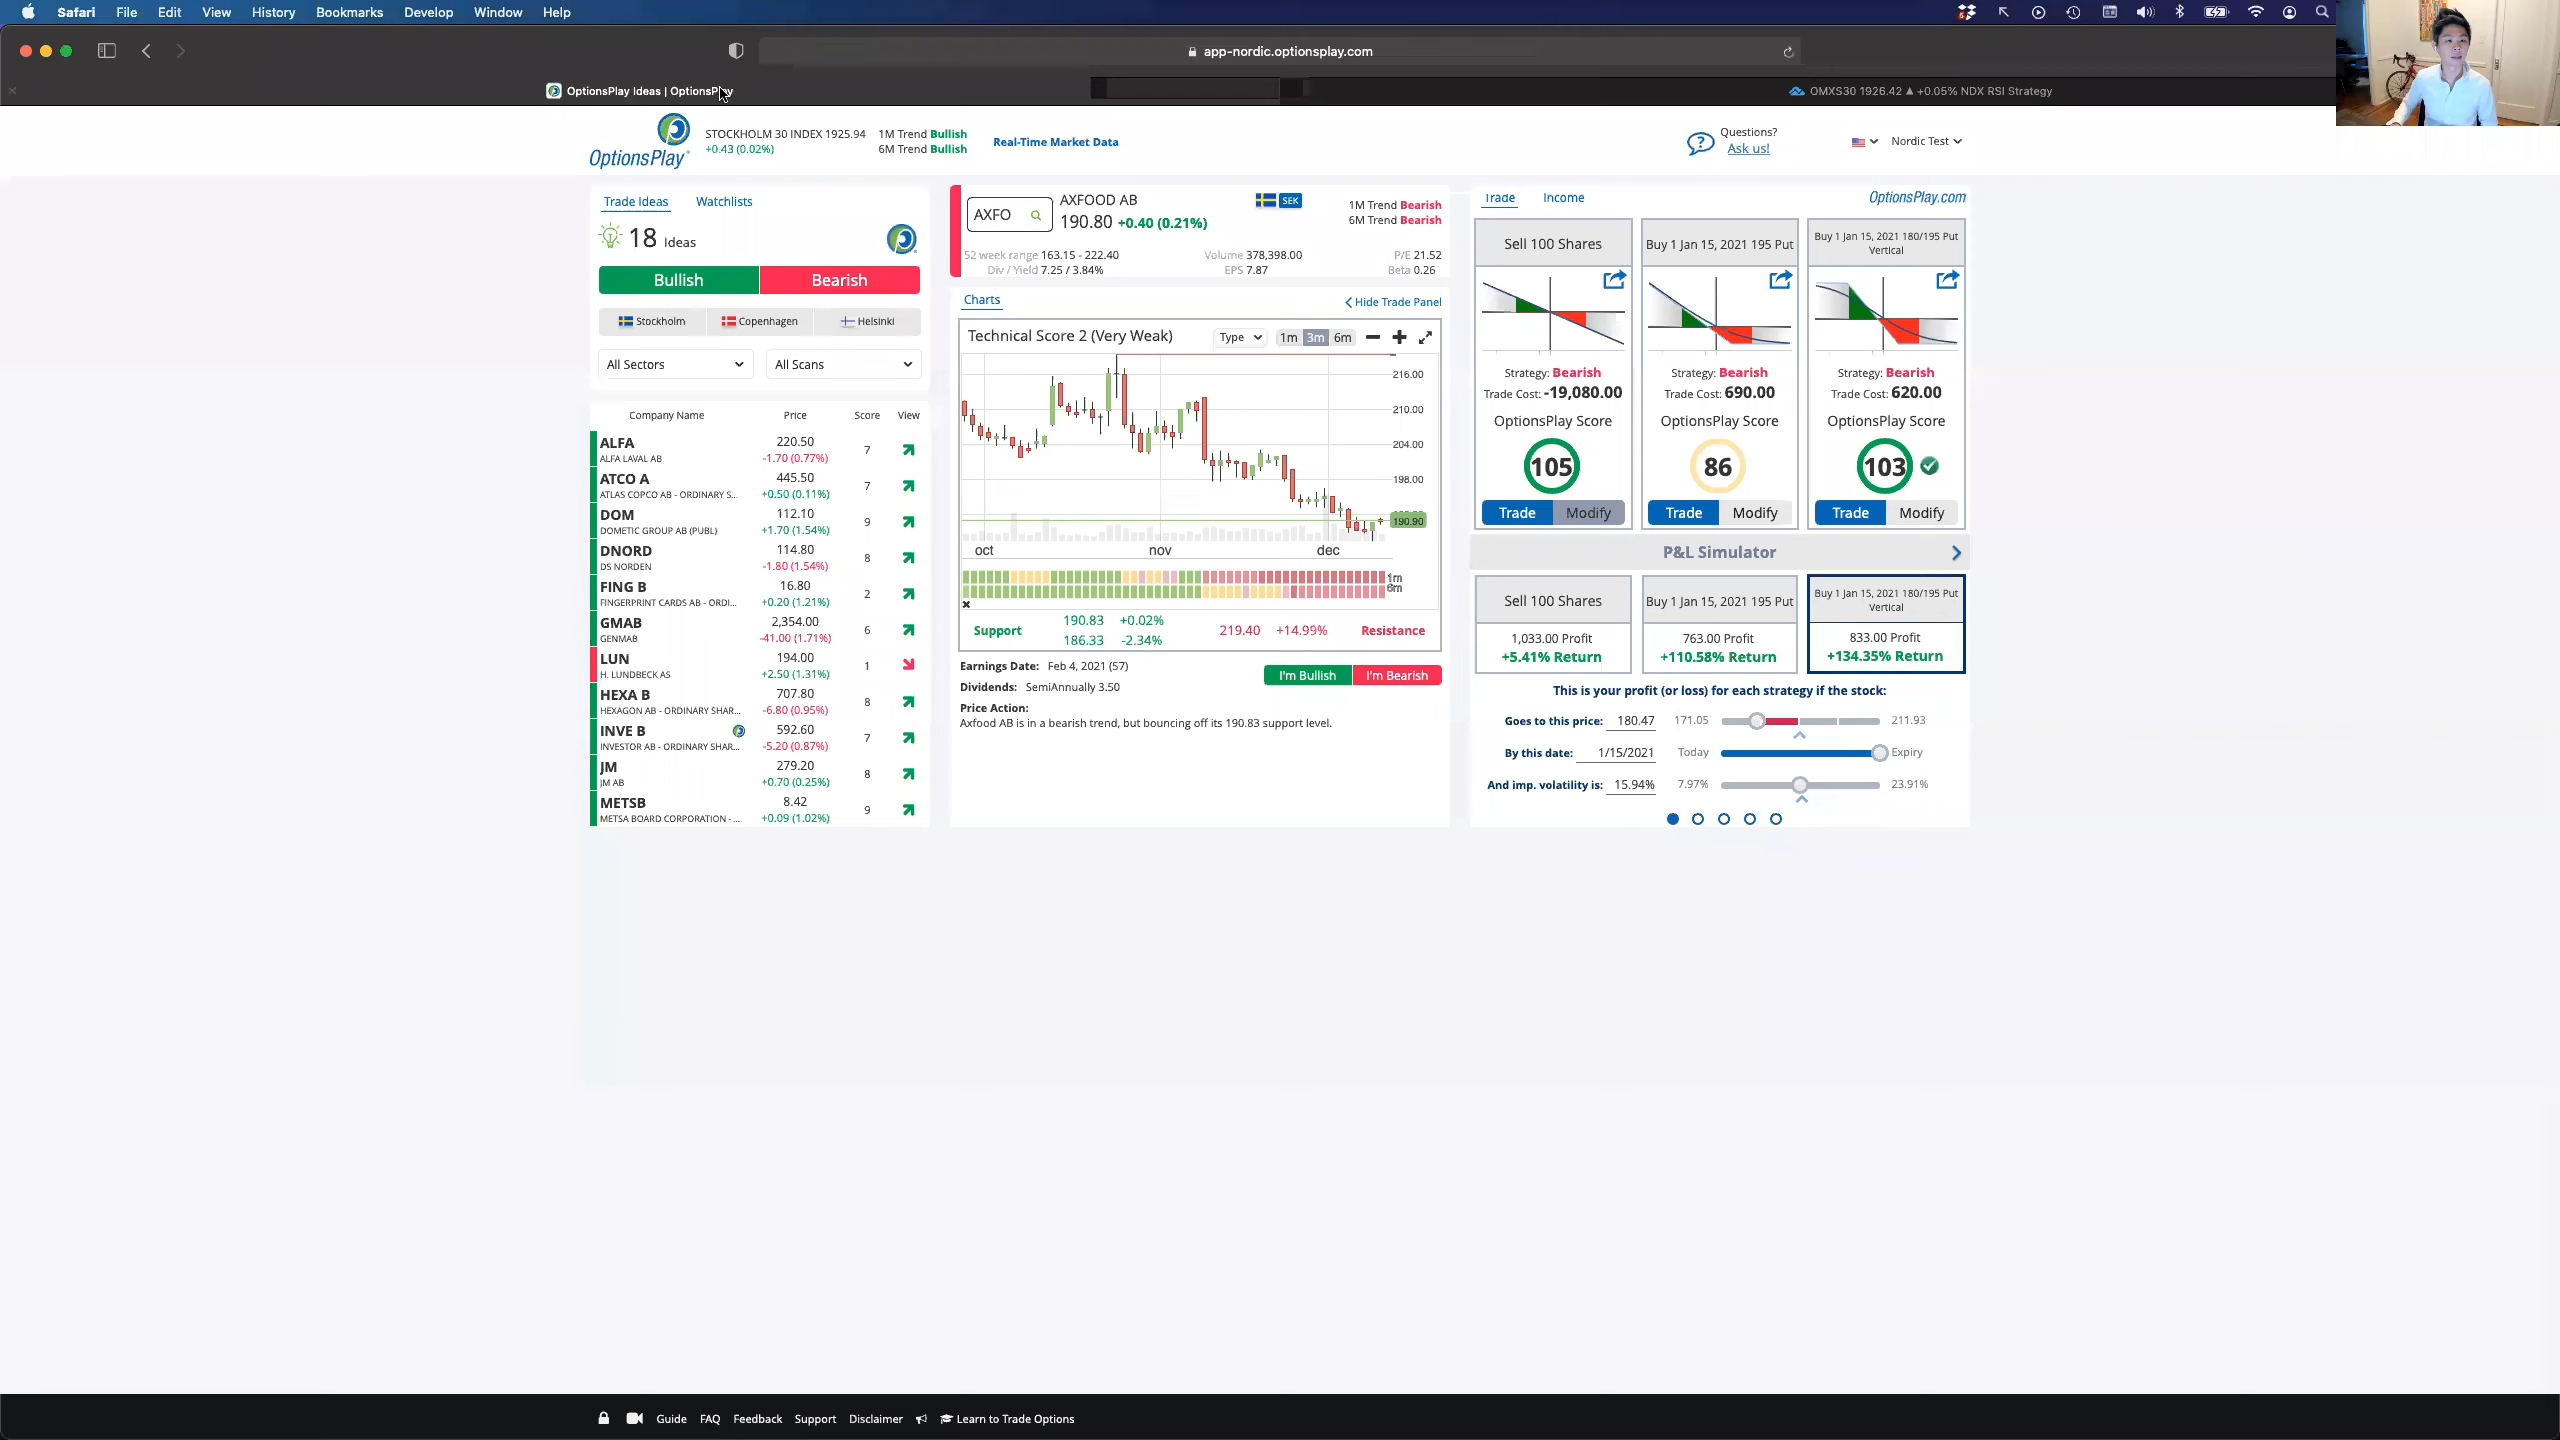 Safari File Edit View History Bookmarks Develop Window Help
app-nordic.optionsplay.com
OptionsPlay Ideas | OptionsPlay
OMXS30 1926.42 ▲ +0.05% NDX RSI Strategy
OptionsPlay
STOCKHOLM 30 INDEX 1925.94
+0.43 (0.02%)
1M Trend Bullish
6M Trend Bullish
Real-Time Market Data
Questions?
Ask us!
Nordic Test
Trade Ideas Watchlists
18 Ideas
Bullish Bearish
Stockholm Copenhagen Helsinki
All Sectors All Scans
Company Name Price Score View
ALFA 220.50
ALFA LAVAL AB -1.70 (0.77%) 7
ATCO A 445.50
ATLAS COPCO AB - ORDINARY S... +0.50 (0.11%) 7
DOM 112.10
DOMETIC GROUP AB (PUBL) +1.70 (1.54%) 9
DNORD 114.80
DS NORDEN -1.80 (1.54%) 8
FING B 16.80
FINGERPRINT CARDS AB - ORDI... +0.20 (1.21%) 2
GMAB 2,354.00
GENMAB -41.00 (1.71%) 6
LUN 194.00
H. LUNDBECK AS +2.50 (1.31%) 1
HEXA B 707.80
HEXAGON AB - ORDINARY SHAR... -6.80 (0.95%) 8
INVE B 592.60
INVESTOR AB - ORDINARY SHAR... -5.20 (0.87%) 7
JM 279.20
JM AB +0.70 (0.25%) 8
METSB 8.42
METSA BOARD CORPORATION - ... +0.09 (1.02%) 9
AXFO
AXFOOD AB
190.80 +0.40 (0.21%)
SEK
1M Trend Bearish
6M Trend Bearish
52 week range 163.15 - 222.40 Volume 378,398.00 P/E 21.52
Div / Yield 7.25 / 3.84% EPS 7.87 Beta 0.26
Charts
Hide Trade Panel
Technical Score 2 (Very Weak) Type 1m 3m 6m
216.00
210.00
204.00
198.00
190.90
oct nov dec
1m
6m
Support
190.83 +0.02%
186.33 -2.34%
219.40 +14.99% Resistance
Earnings Date: Feb 4, 2021 (57)
I'm Bullish I'm Bearish
Dividends: SemiAnnually 3.50
Price Action:
Axfood AB is in a bearish trend, but bouncing off its 190.83 support level.
Trade Income
OptionsPlay.com
Sell 100 Shares
Strategy: Bearish
Trade Cost: -19,080.00
OptionsPlay Score
105
Trade Modify
Buy 1 Jan 15, 2021 195 Put
Strategy: Bearish
Trade Cost: 690.00
OptionsPlay Score
86
Trade Modify
Buy 1 Jan 15, 2021 180/195 Put
Vertical
Strategy: Bearish
Trade Cost: 620.00
OptionsPlay Score
103
Trade Modify
P&L Simulator
Sell 100 Shares
1,033.00 Profit
+5.41% Return
Buy 1 Jan 15, 2021 195 Put
763.00 Profit
+110.58% Return
Buy 1 Jan 15, 2021 180/195 Put
Vertical
833.00 Profit
+134.35% Return
This is your profit (or loss) for each strategy if the stock:
Goes to this price: 180.47 171.05 211.93
By this date: 1/15/2021 Today Expiry
And imp. volatility is: 15.94% 7.97% 23.91%
Guide FAQ Feedback Support Disclaimer Learn to Trade Options